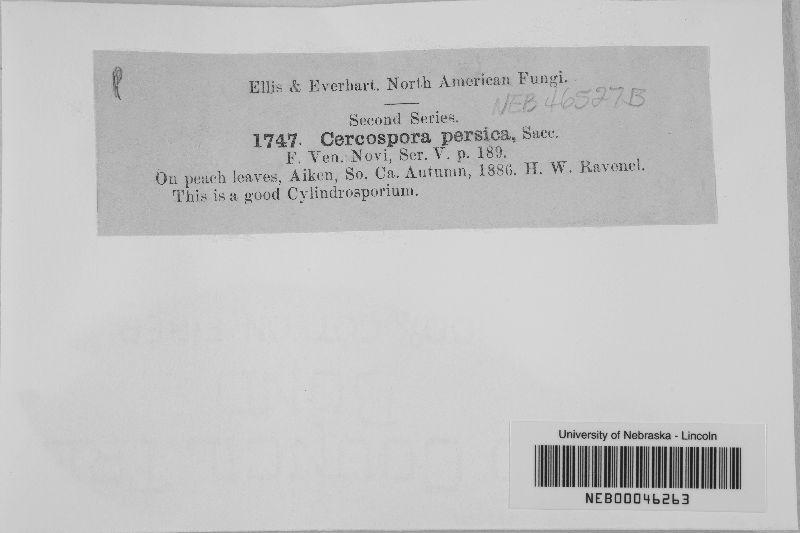 Ellis & Everhart. North American Fungi.
NEB 46527B
Second Series.
1747. Cercospora persica, Sacc.
F. Ven. Novi, Ser. V. p. 189.
On peach leaves, Aiken, So. Ca. Autumn, 1886. H. W. Ravenel.
This is a good Cylindrosporium.
University of Nebraska - Lincoln
NEB00046263